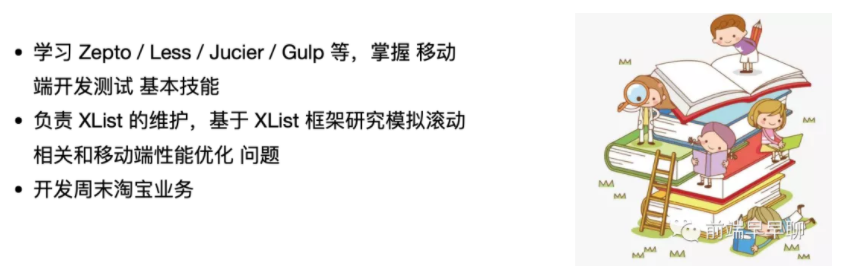 • 学习 Zepto / Less / Jucier / Gulp 等，掌握 移动
端开发测试 基本技能
• 负责 XList 的维护，基于 XList 框架研究模拟滚动
相关和移动端性能优化 问题
• 开发周末淘宝业务
前端早早聊